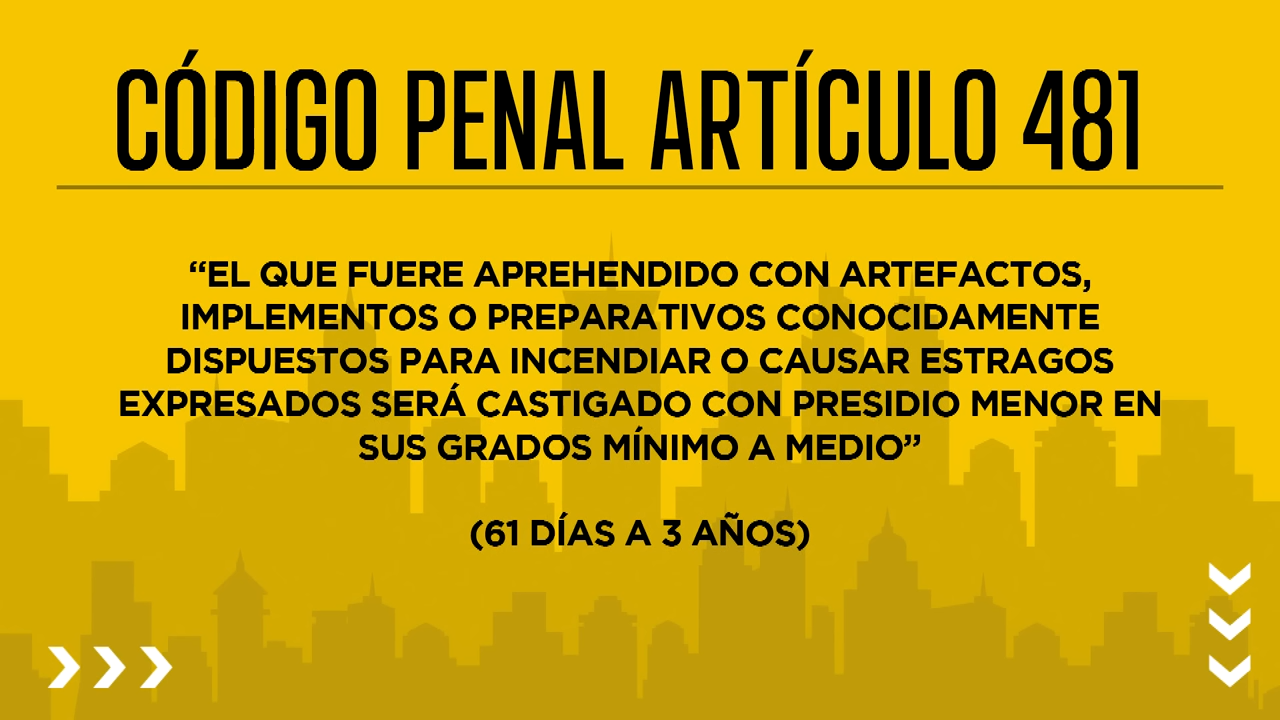 CÓDIGO PENAL ARTÍCULO 481
“EL QUE FUERE APREHENDIDO CON ARTEFACTOS,
IMPLEMENTOS O PREPARATIVOS CONOCIDAMENTE
DISPUESTOS PARA INCENDIAR O CAUSAR ESTRAGOS
EXPRESADOS SERÁ CASTIGADO CON PRESIDIO MENOR EN
SUS GRADOS MÍNIMO A MEDIO”
(61 DÍAS A 3 AÑOS)